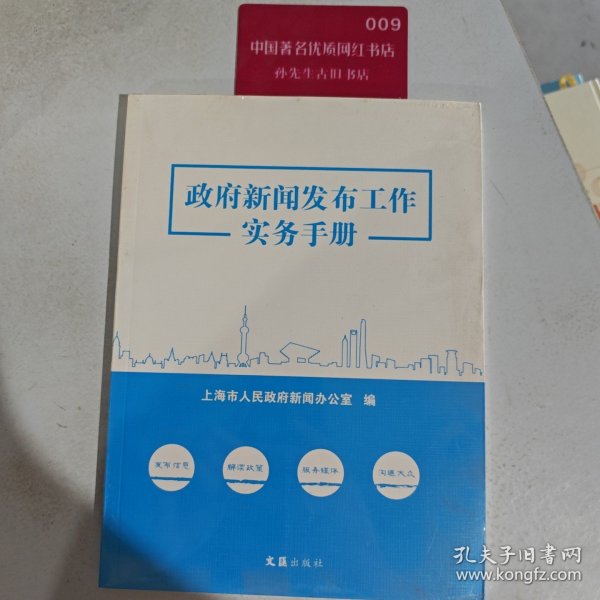 009
中国著名优质网红书店
孙先生古旧书店
政府新闻发布工作
实务手册
上海市人民政府新闻办公室 编
发布信息 解读政策 服务媒体 沟通大众
文匯出版社
孔夫子旧书网
www.kongfz.com